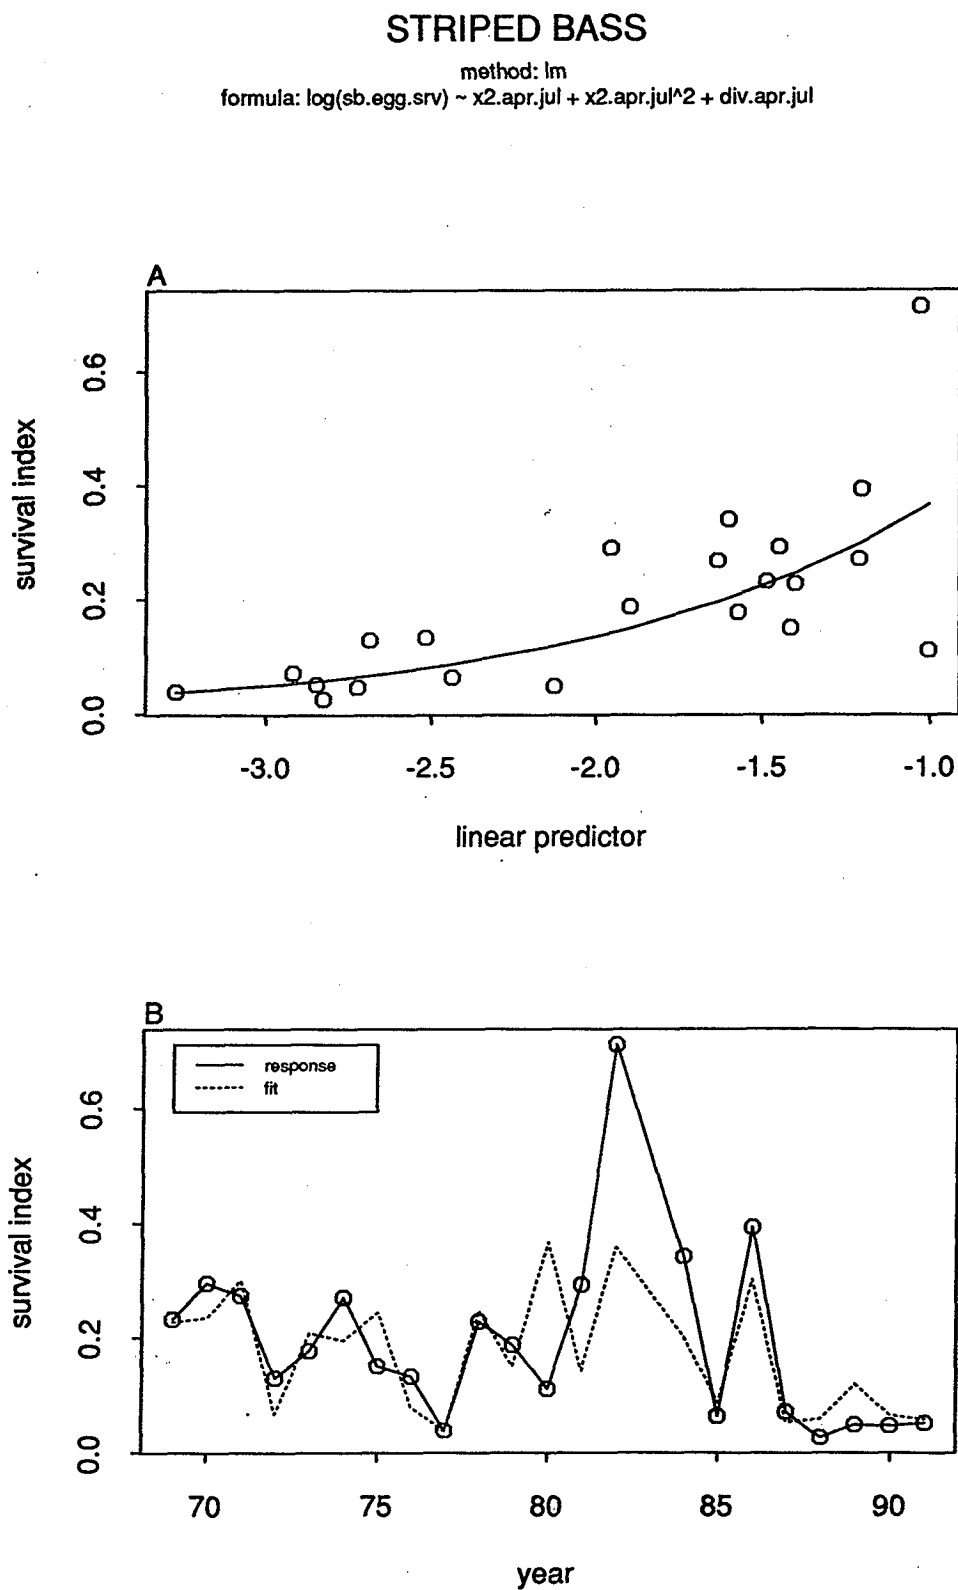 STRIPED BASS
method: lm
formula: log(sb.egg.srv) ~ x2.apr.jul + x2.apr.jul^2 + div.apr.jul
A
survival index
0.0 0.2 0.4 0.6
-3.0 -2.5 -2.0 -1.5 -1.0
linear predictor
B
response
fit
survival index
0.0 0.2 0.4 0.6
70 75 80 85 90
year